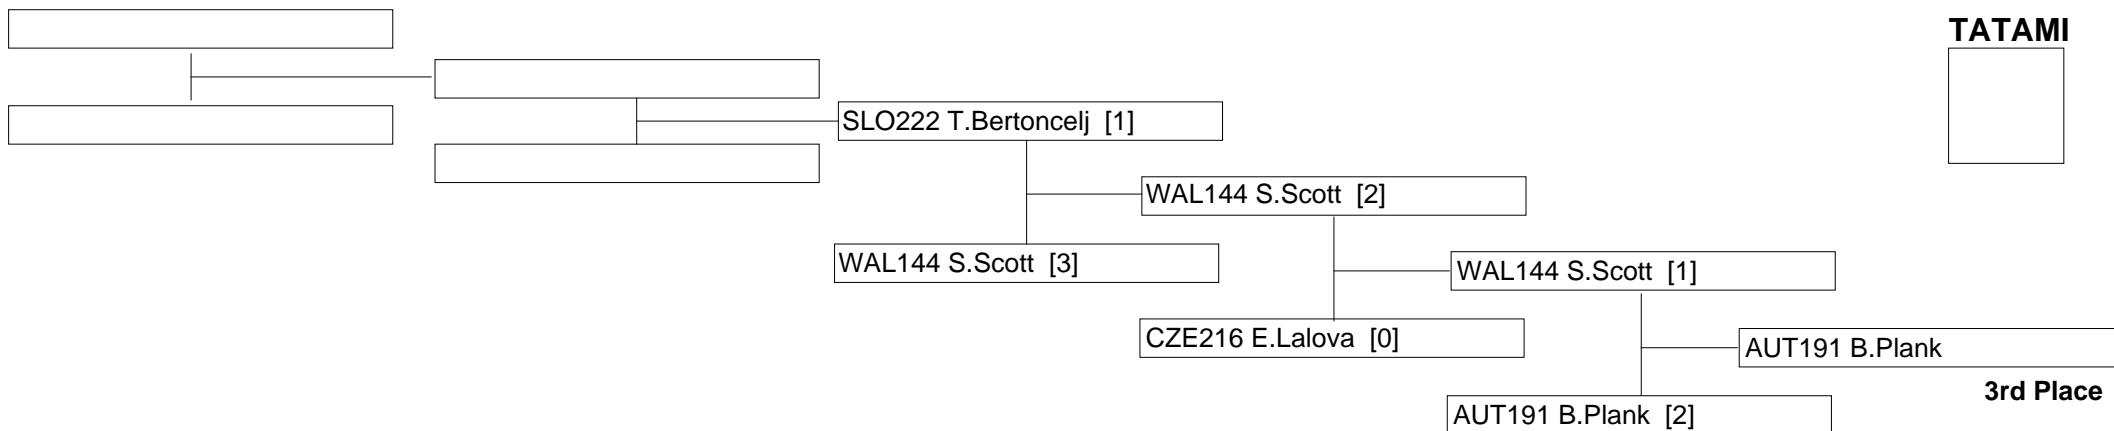 TATAMI
SLO222 T.Bertoncelj [1]
WAL144 S.Scott [2]
WAL144 S.Scott [3]
WAL144 S.Scott [1]
CZE216 E.Lalova [0]
AUT191 B.Plank
3rd Place
AUT191 B.Plank [2]